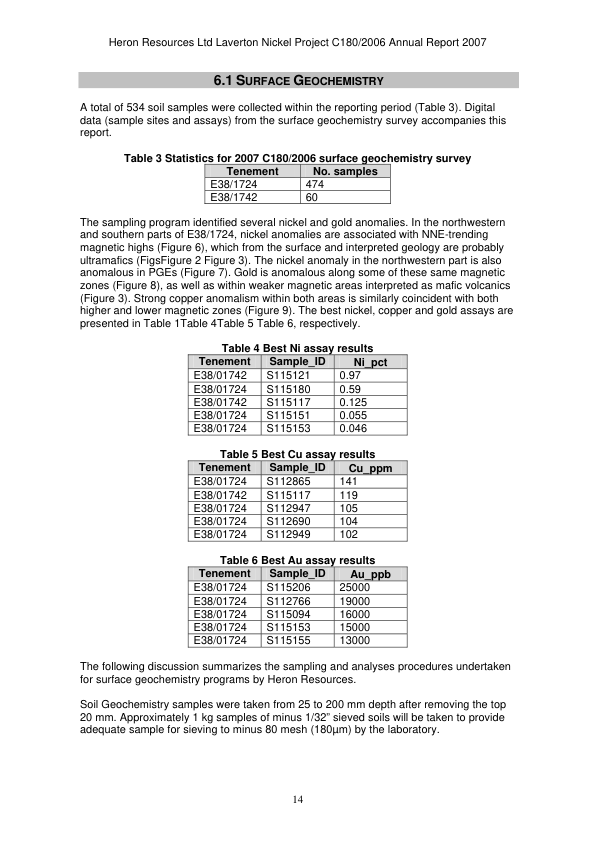 Heron Resources Ltd Laverton Nickel Project C180/2006 Annual Report 2007
6.1 SURFACE GEOCHEMISTRY
A total of 534 soil samples were collected within the reporting period (Table 3). Digital
data (sample sites and assays) from the surface geochemistry survey accompanies this
report.
Table 3 Statistics for 2007 C180/2006 surface geochemistry survey
Tenement No. samples
E38/1724 474
E38/1742 60
The sampling program identified several nickel and gold anomalies. In the northwestern
and southern parts of E38/1724, nickel anomalies are associated with NNE-trending
magnetic highs (Figure 6), which from the surface and interpreted geology are probably
ultramafics (FigsFigure 2 Figure 3). The nickel anomaly in the northwestern part is also
anomalous in PGEs (Figure 7). Gold is anomalous along some of these same magnetic
zones (Figure 8), as well as within weaker magnetic areas interpreted as mafic volcanics
(Figure 3). Strong copper anomalism within both areas is similarly coincident with both
higher and lower magnetic zones (Figure 9). The best nickel, copper and gold assays are
presented in Table 1Table 4Table 5 Table 6, respectively.
Table 4 Best Ni assay results
Tenement Sample_ID Ni_pct
E38/01742 S115121 0.97
E38/01724 S115180 0.59
E38/01742 S115117 0.125
E38/01724 S115151 0.055
E38/01724 S115153 0.046
Table 5 Best Cu assay results
Tenement Sample_ID Cu_ppm
E38/01724 S112865 141
E38/01742 S115117 119
E38/01724 S112947 105
E38/01724 S112690 104
E38/01724 S112949 102
Table 6 Best Au assay results
Tenement Sample_ID Au_ppb
E38/01724 S115206 25000
E38/01724 S112766 19000
E38/01724 S115094 16000
E38/01724 S115153 15000
E38/01724 S115155 13000
The following discussion summarizes the sampling and analyses procedures undertaken
for surface geochemistry programs by Heron Resources.
Soil Geochemistry samples were taken from 25 to 200 mm depth after removing the top
20 mm. Approximately 1 kg samples of minus 1/32" sieved soils will be taken to provide
adequate sample for sieving to minus 80 mesh (180µm) by the laboratory.
14